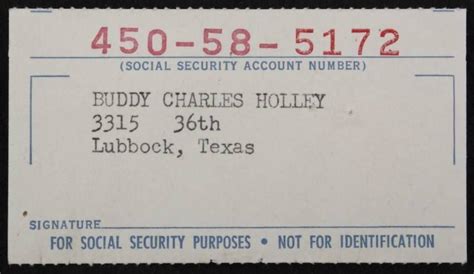 450-58-5172
(SOCIAL SECURITY ACCOUNT NUMBER)
BUDDY CHARLES HOLLEY
3315 36th
Lubbock, Texas
SIGNATURE
FOR SOCIAL SECURITY PURPOSES • NOT FOR IDENTIFICATION